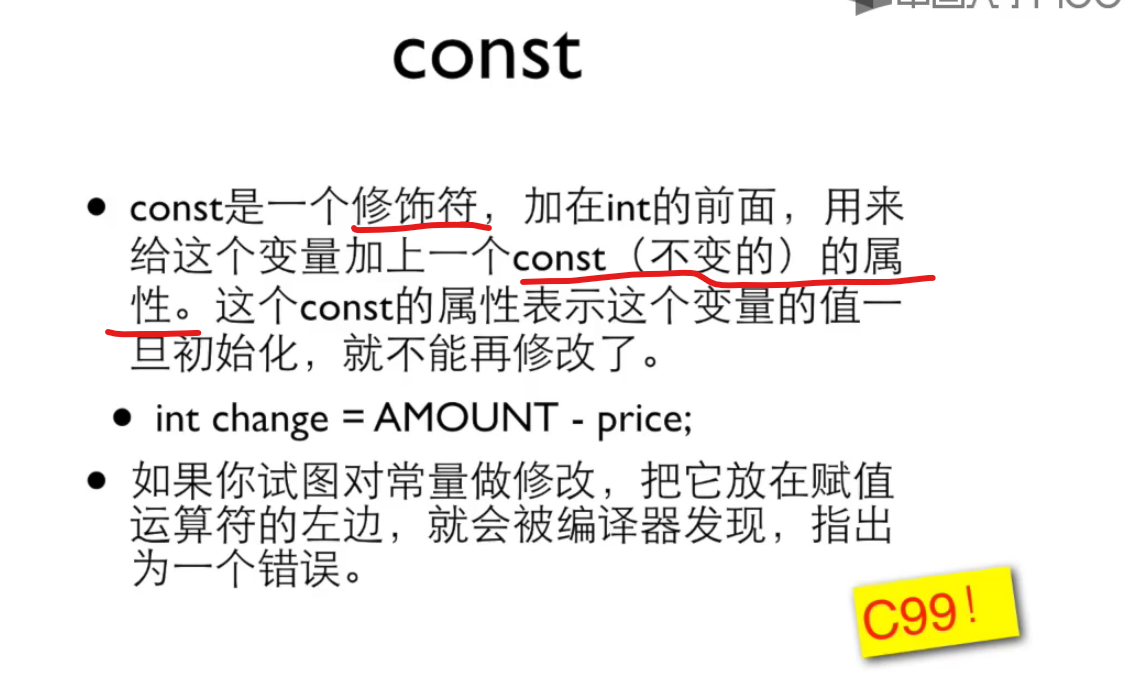 const
• const是一个修饰符，加在int的前面，用来
给这个变量加上一个const（不变的）的属
性。这个const的属性表示这个变量的值一
旦初始化，就不能再修改了。
• int change = AMOUNT - price;
• 如果你试图对常量做修改，把它放在赋值
运算符的左边，就会被编译器发现，指出
为一个错误。
C99！